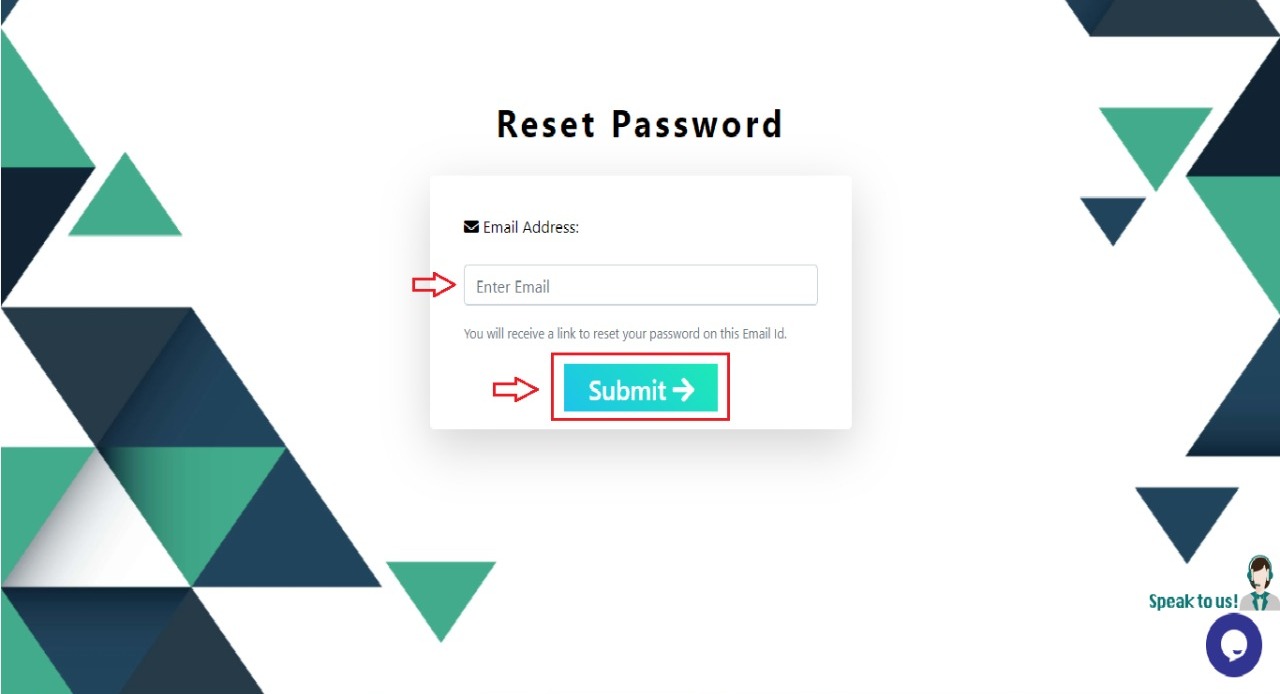 Reset Password
Email Address:
Enter Email
You will receive a link to reset your password on this Email Id.
Submit
Speak to us!